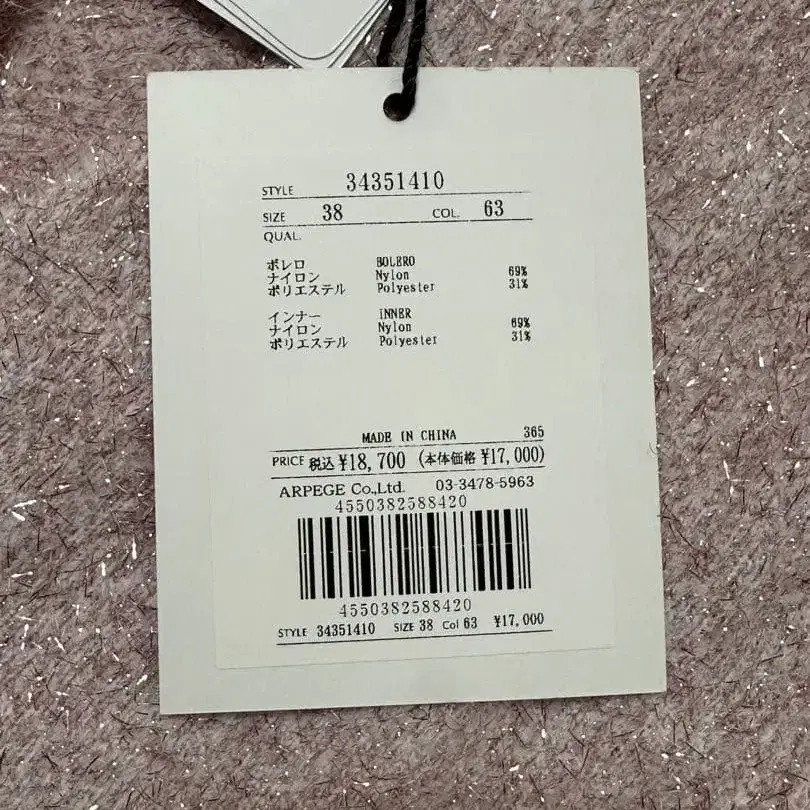 STYLE 34351410
SIZE 38 COL. 63
QUAL.
ボレロ BOLERO
ナイロン Nylon 69%
ポリエステル Polyester 31%
インナー INNER
ナイロン Nylon 69%
ポリエステル Polyester 31%
MADE IN CHINA 365
PRICE 税込 ¥18,700 (本体価格 ¥17,000)
ARPEGE Co.,Ltd. 03-3478-5963
4550382588420
4550382588420
STYLE 34351410 SIZE 38 Col 63 ¥17,000